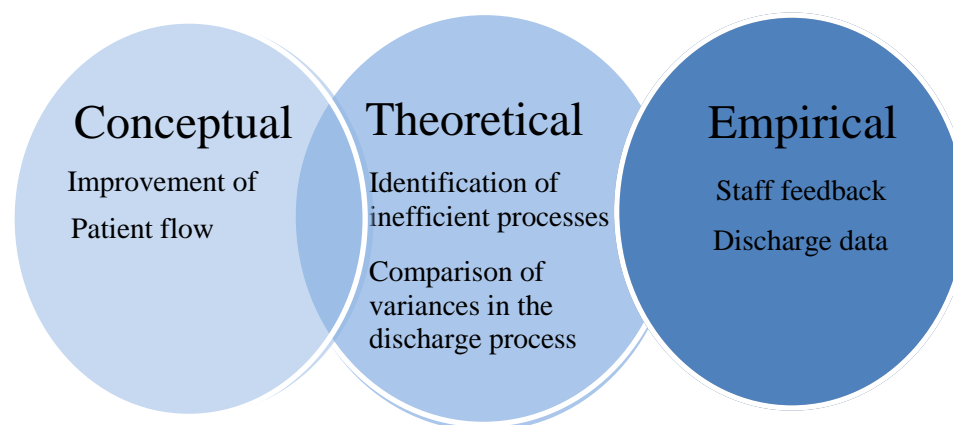 Conceptual
Improvement of
Patient flow
Theoretical
Identification of
inefficient processes
Comparison of
variances in the
discharge process
Empirical
Staff feedback
Discharge data